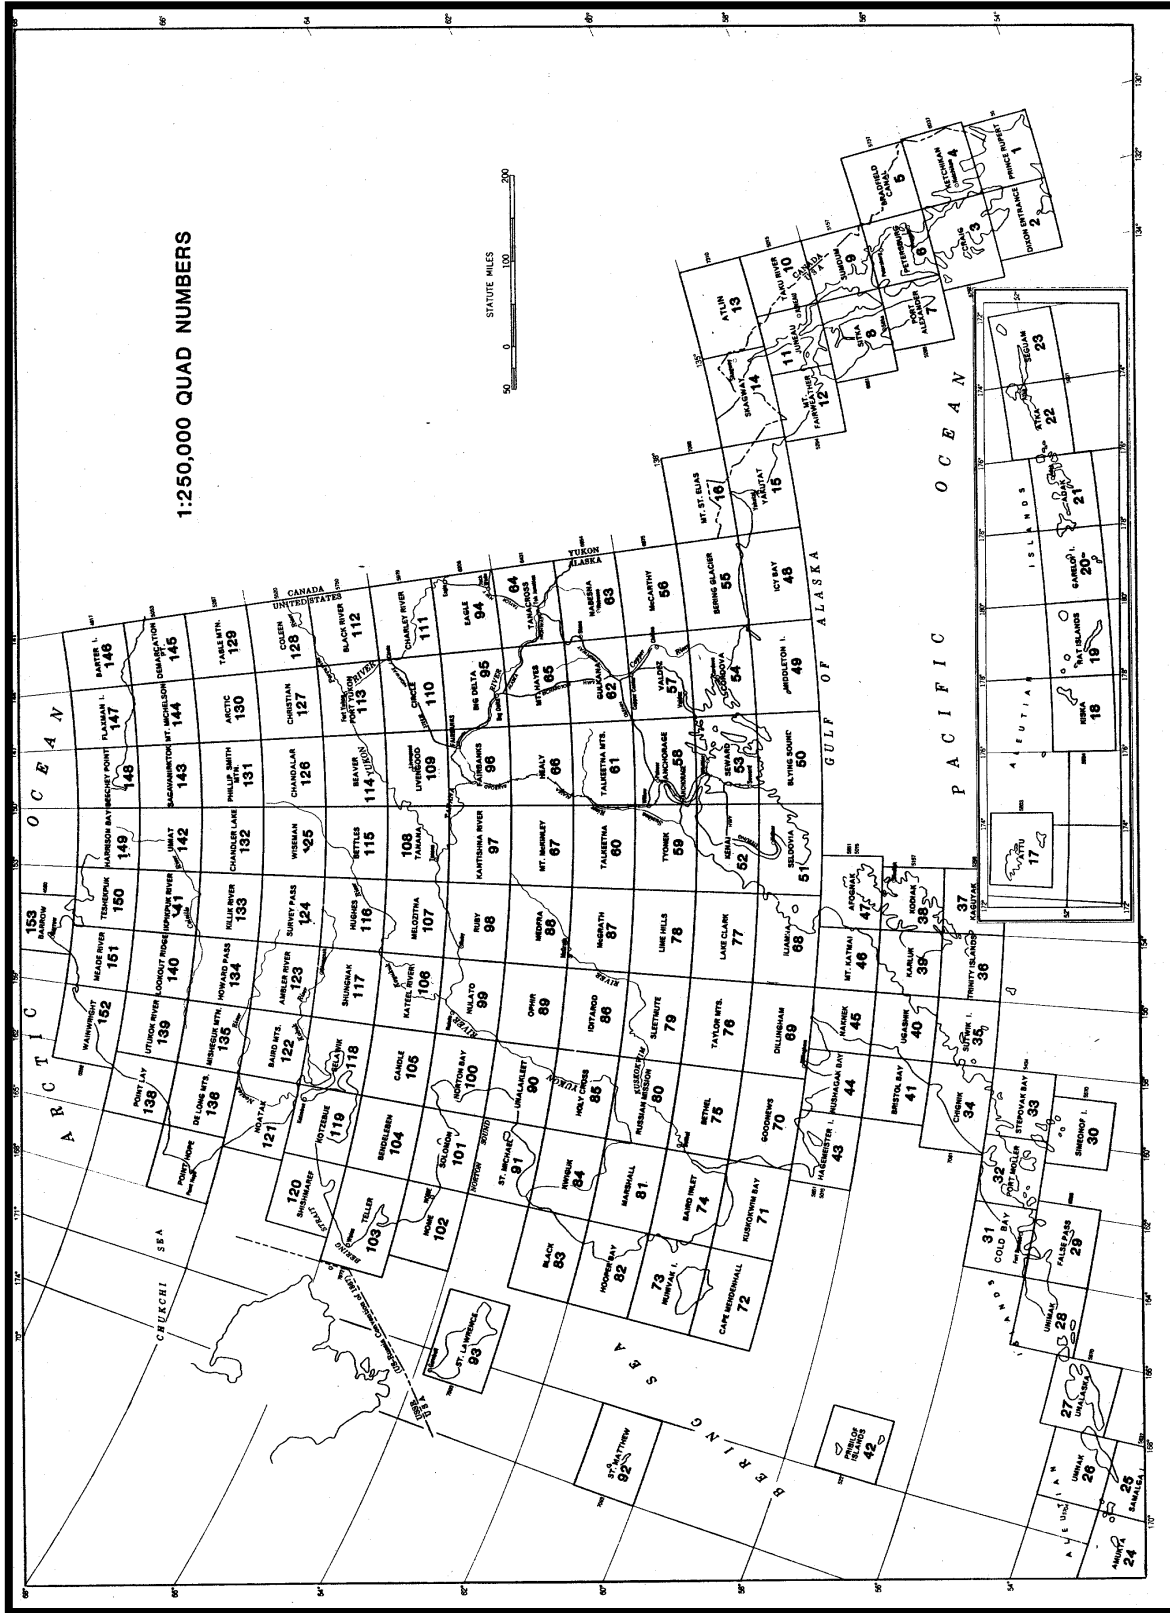 1:250,000 QUAD NUMBERS
STATUTE MILES
50 0 100 200
ARCTIC OCEAN
CHUKCHI SEA
BERING STRAIT
BERING SEA
NORTON SOUND
GULF OF ALASKA
PACIFIC OCEAN
ALEUTIAN ISLANDS
CANADA
UNITED STATES
YUKON
ALASKA
153
BARROW
WAINWRIGHT
152
MEADE RIVER
151
TESHEKPUK
150
HARRISON BAY
149
BEECHEY POINT
148
FLAXMAN I.
147
BARTER I.
146
POINT LAY
138
UTUKOK RIVER
139
LOOKOUT RIDGE
140
IKPIKPUK RIVER
141
UMIAT
142
SAGAVANIRKTOK
143
MT. MICHELSON
144
DEMARCATION PT.
145
POINT HOPE
DE LONG MTS.
136
MISHEGUK MTN.
135
HOWARD PASS
134
KILLIK RIVER
133
CHANDLER LAKE
132
PHILLIP SMITH MTN.
131
ARCTIC
130
TABLE MTN.
129
NOATAK
121
BAIRD MTS.
122
AMBLER RIVER
123
SURVEY PASS
124
WISEMAN
125
CHANDALAR
126
CHRISTIAN
127
COLEEN
128
120
SHISHMAREF
KOTZEBUE
119
SELAWIK
118
SHUNGNAK
117
HUGHES
116
BETTLES
115
BEAVER
114
FORT YUKON
113
BLACK RIVER
112
TELLER
103
BENDELEBEN
104
CANDLE
105
KATEEL RIVER
106
MELOZITNA
107
108
TANANA
LIVENGOOD
109
CIRCLE
110
CHARLEY RIVER
111
NOME
102
SOLOMON
101
NORTON BAY
100
NULATO
99
RUBY
98
KANTISHNA RIVER
97
FAIRBANKS
96
BIG DELTA
95
EAGLE
94
ST. LAWRENCE
93
ST. MICHAEL
91
UNALAKLEET
90
OPHIR
89
MEDFRA
88
MT. McKINLEY
67
HEALY
66
MT. HAYES
65
TANACROSS
64
BLACK
83
KWIGUK
84
HOLY CROSS
85
IDITAROD
86
McGRATH
87
TALKEETNA
60
TALKEETNA MTS.
61
GULKANA
62
NABESNA
63
ST. MATTHEW
92
HOOPER BAY
82
MARSHALL
81
RUSSIAN MISSION
80
SLEETMUTE
79
LIME HILLS
78
TYONEK
59
ANCHORAGE
58
VALDEZ
57
McCARTHY
56
73
NUNIVAK I.
BAIRD INLET
74
BETHEL
75
TAYLOR MTS.
76
LAKE CLARK
77
KENAI
52
SEWARD
53
CORDOVA
54
BERING GLACIER
55
MT. ST. ELIAS
16
SKAGWAY
14
ATLIN
13
CAPE MENDENHALL
72
KUSKOKWIM BAY
71
GOODNEWS
70
DILLINGHAM
69
ILIAMNA
68
SELDOVIA
51
BLYING SOUND
50
MIDDLETON I.
49
ICY BAY
48
YAKUTAT
15
MT. FAIRWEATHER
12
JUNEAU
11
TAKU RIVER
10
PRIBILOF ISLANDS
42
HAGEMEISTER I.
43
NUSHAGAK BAY
44
NAKNEK
45
MT. KATMAI
46
AFOGNAK
47
SITKA
8
SUMDUM
9
BRISTOL BAY
41
UGASHIK
40
KARLUK
39
KODIAK
38
PORT ALEXANDER
7
PETERSBURG
6
BRADFIELD CANAL
5
31
COLD BAY
32
PORT MOLLER
CHIGNIK
34
SUTWIK I.
35
TRINITY ISLANDS
36
37
KAGUYAK
CRAIG
3
KETCHIKAN
4
UNIMAK
28
FALSE PASS
29
STEPOVAK BAY
33
SIMEONOF I.
30
DIXON ENTRANCE
2
PRINCE RUPERT
1
27
UNALASKA
UMNAK
26
25
SAMALGA I
AMUKTA
24
ALEUTIAN ISLANDS
ATTU
17
KISKA
18
RAT ISLANDS
19
GARELOI I.
20
ADAK
21
ATKA
22
SEGUAM
23